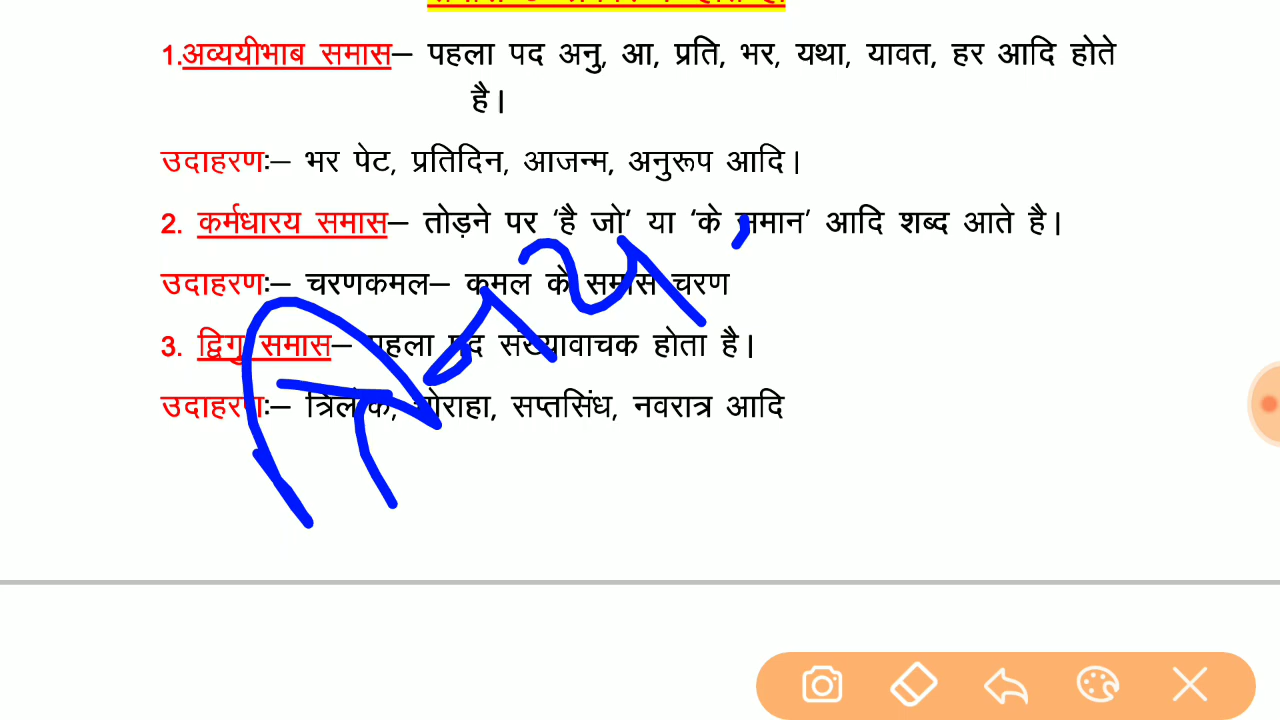 1.अव्ययीभाब समास– पहला पद अनु, आ, प्रति, भर, यथा, यावत, हर आदि होते
है।
उदाहरणः– भर पेट, प्रतिदिन, आजन्म, अनुरूप आदि।
2. कर्मधारय समास– तोड़ने पर 'है जो' या 'के समान' आदि शब्द आते है।
उदाहरणः– चरणकमल– कमल के समास चरण
3. द्विगु समास– पहला पद संख्यावाचक होता है।
उदाहरणः– त्रिलोक, चोराहा, सप्तसिंध, नवरात्र आदि